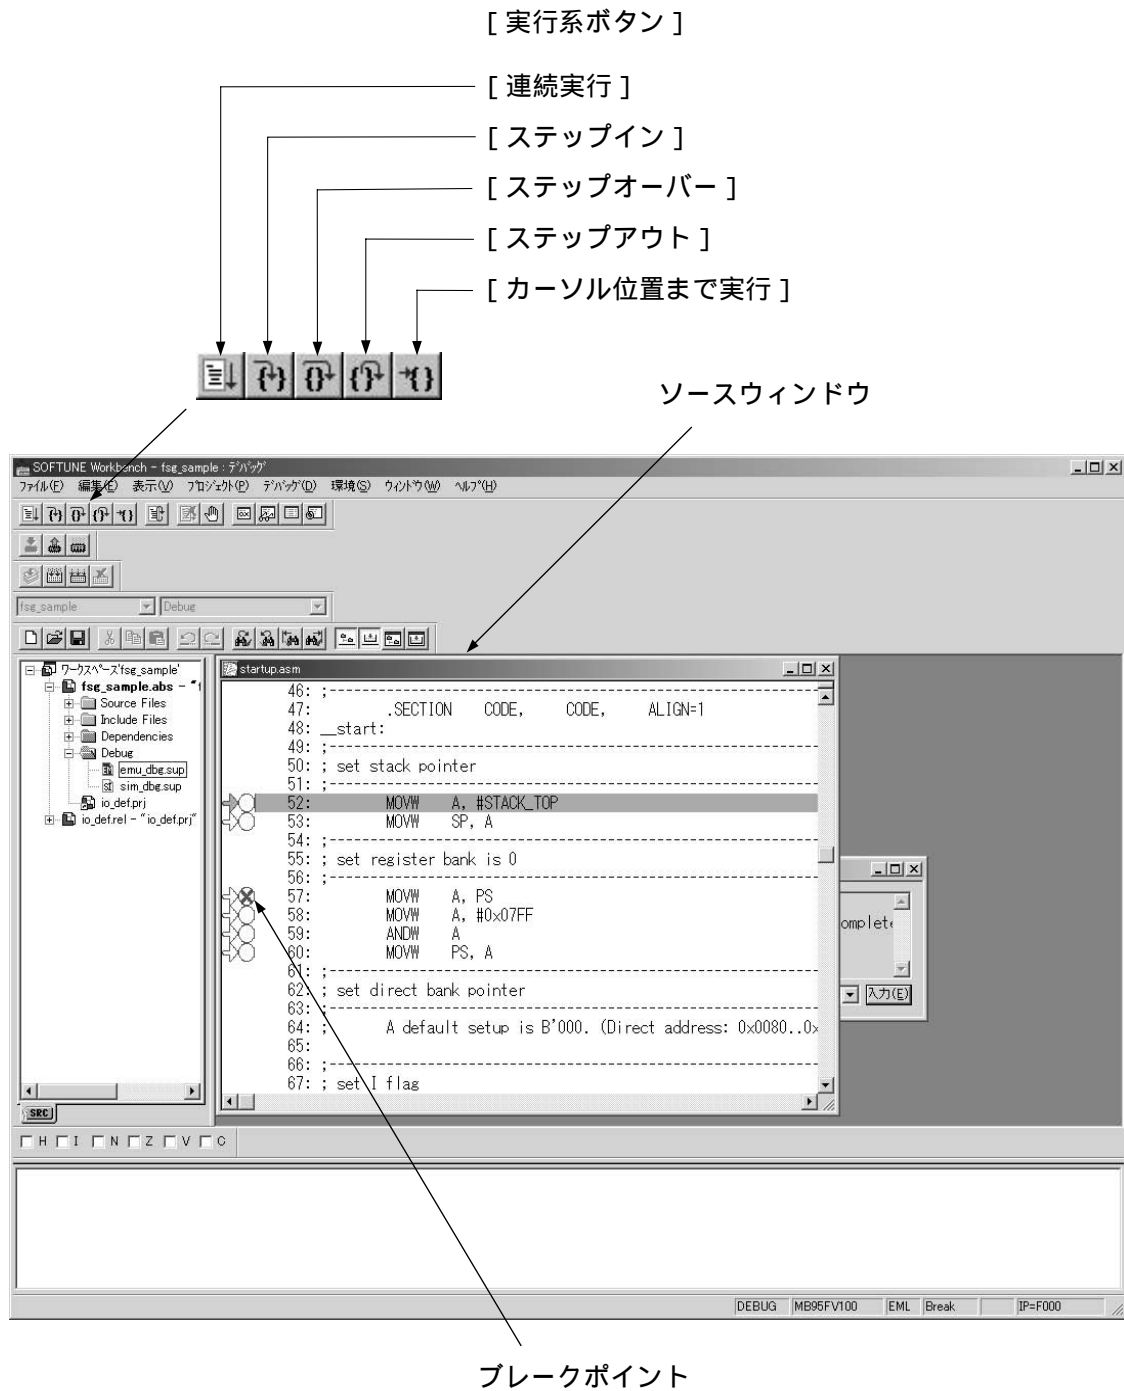 [ 実行系ボタン ]
[ 連続実行 ]
[ ステップイン ]
[ ステップオーバー ]
[ ステップアウト ]
[ カーソル位置まで実行 ]
ソースウィンドウ
SOFTUNE Workbench - fsg_sample : デバッグ
ファイル(F) 編集(E) 表示(V) プロジェクト(P) デバッグ(D) 環境(S) ウィンドウ(W) ヘルプ(H)
fsg_sample Debug
ワークスペース'fsg_sample'
fsg_sample.abs - "f
Source Files
Include Files
Dependencies
Debug
emu_dbg.sup
sim_dbg.sup
io_def.prj
io_def.rel - "io_def.prj"
SRC
startup.asm
46: ;---------------------------------------------------------
47: .SECTION CODE, CODE, ALIGN=1
48: __start:
49: ;---------------------------------------------------------
50: ; set stack pointer
51: ;---------------------------------------------------------
52: MOVW A, #STACK_TOP
53: MOVW SP, A
54: ;---------------------------------------------------------
55: ; set register bank is 0
56: ;---------------------------------------------------------
57: MOVW A, PS
58: MOVW A, #0x07FF
59: ANDW A
60: MOVW PS, A
61: ;---------------------------------------------------------
62: ; set direct bank pointer
63: ;---------------------------------------------------------
64: ; A default setup is B'000. (Direct address: 0x0080..0x
65:
66: ;---------------------------------------------------------
67: ; set I flag
omplete
入力(E)
H I N Z V C
DEBUG MB95FV100 EML Break IP=F000
ブレークポイント